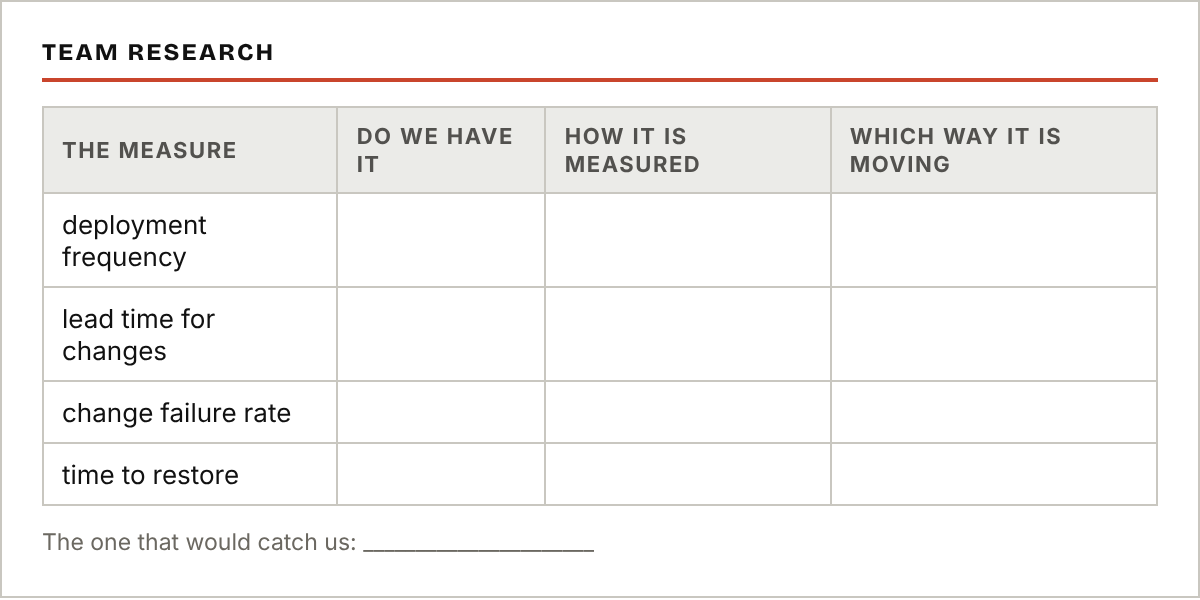 TEAM RESEARCH
THE MEASURE
DO WE HAVE
IT
HOW IT IS
MEASURED
WHICH WAY IT IS
MOVING
deployment
frequency
lead time for
changes
change failure rate
time to restore
The one that would catch us: ______________________